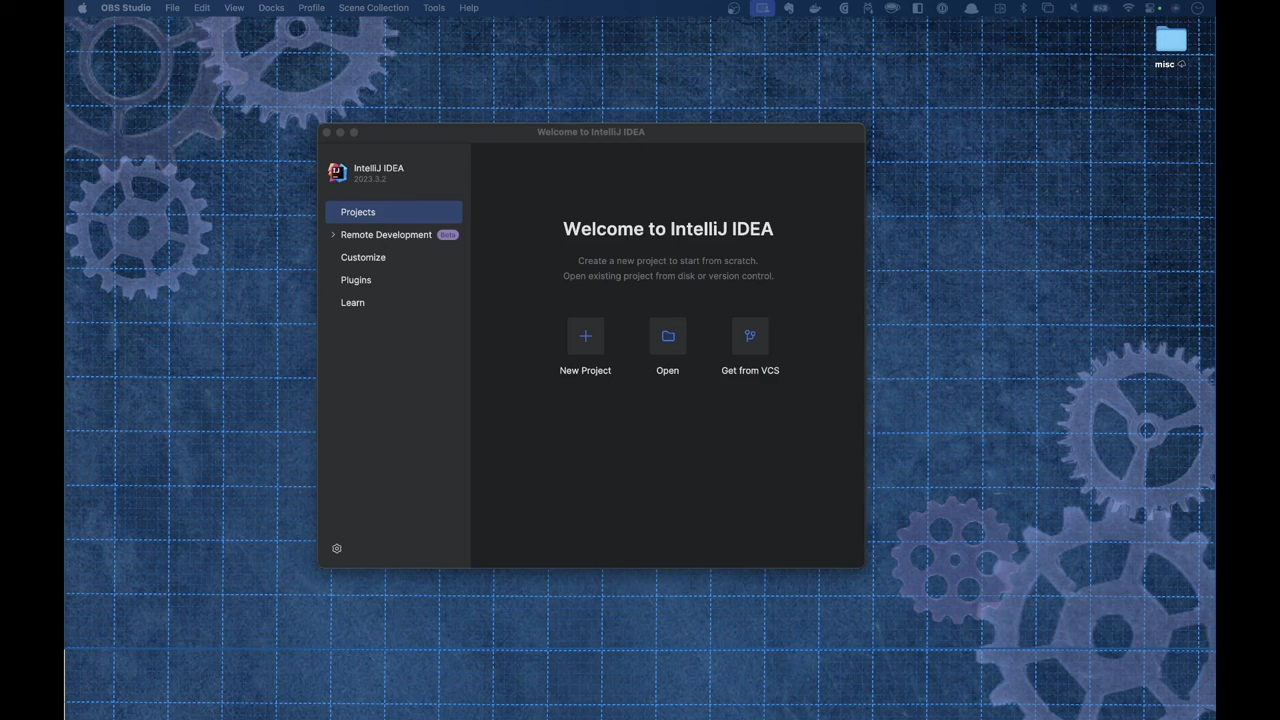 OBS Studio File Edit View Docks Profile Scene Collection Tools Help
misc
Welcome to IntelliJ IDEA
IntelliJ IDEA
2023.3.2
Projects
Remote Development Beta
Customize
Plugins
Learn
Welcome to IntelliJ IDEA
Create a new project to start from scratch.
Open existing project from disk or version control.
New Project Open Get from VCS